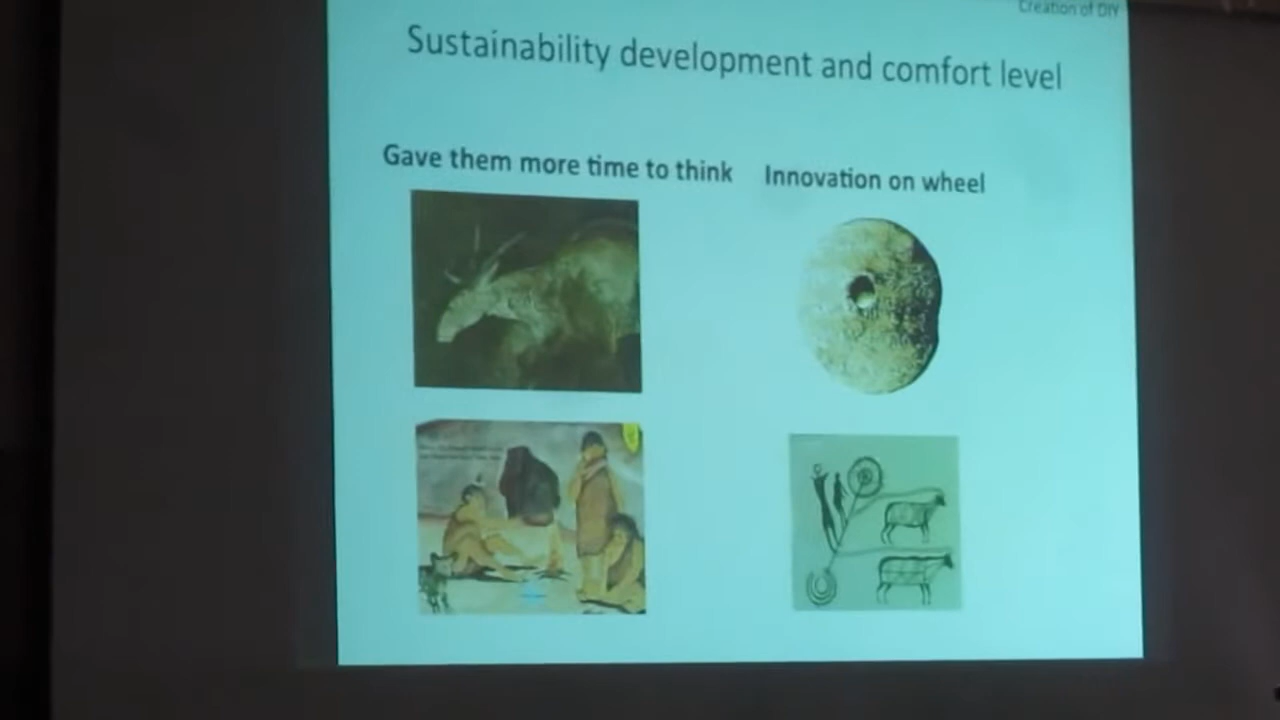 Creation of DIY
Sustainability development and comfort level
Gave them more time to think
Innovation on wheel